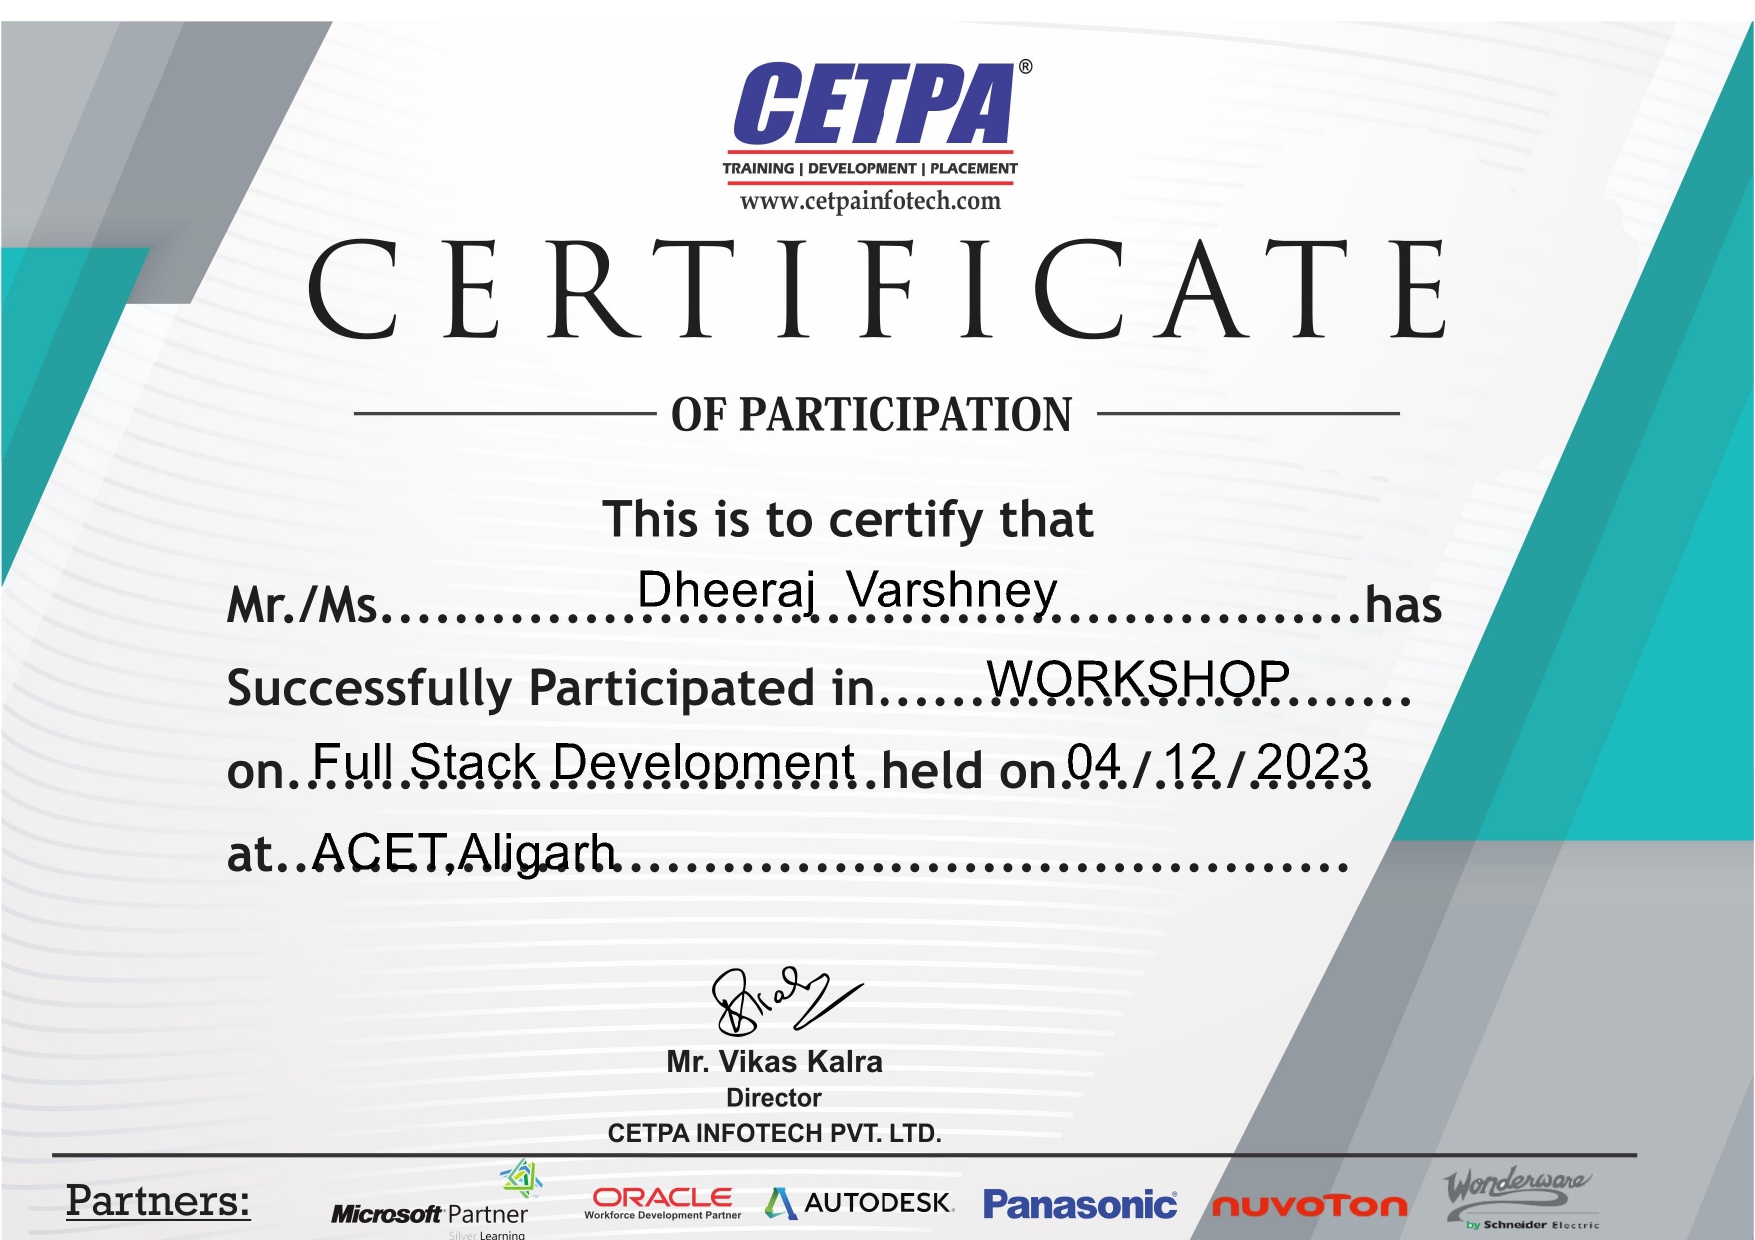 CETPA®
TRAINING | DEVELOPMENT | PLACEMENT
www.cetpainfotech.com
CERTIFICATE
OF PARTICIPATION
This is to certify that
Mr./Ms. Dheeraj Varshney has
Successfully Participated in WORKSHOP
on Full Stack Development held on 04/12/2023
at ACET,Aligarh
Mr. Vikas Kalra
Director
CETPA INFOTECH PVT. LTD.
Partners:
Microsoft Partner
Silver Learning
ORACLE
Workforce Development Partner
AUTODESK.
Panasonic
nuvoTon
Wonderware
by Schneider Electric